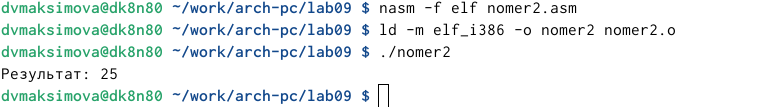 dvmaksimova@dk8n80 ~/work/arch-pc/lab09 $ nasm -f elf nomer2.asm
dvmaksimova@dk8n80 ~/work/arch-pc/lab09 $ ld -m elf_i386 -o nomer2 nomer2.o
dvmaksimova@dk8n80 ~/work/arch-pc/lab09 $ ./nomer2
Результат: 25
dvmaksimova@dk8n80 ~/work/arch-pc/lab09 $